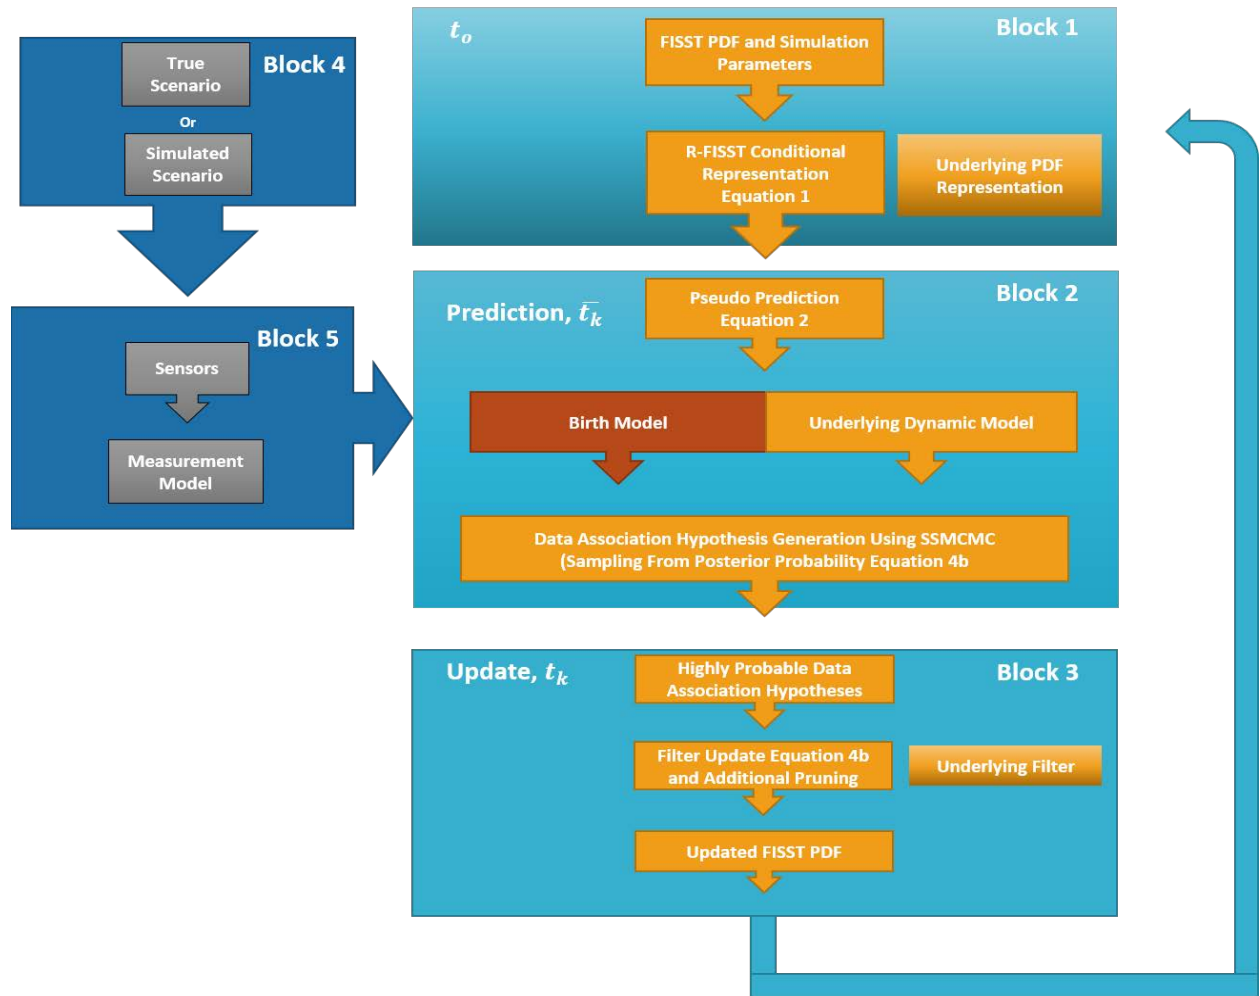 Block 4
True
Scenario
Or
Simulated
Scenario
Block 5
Sensors
Measurement
Model
t₀
Block 1
FISST PDF and Simulation
Parameters
R-FISST Conditional
Representation
Equation 1
Underlying PDF
Representation
Prediction, t̄ₖ
Block 2
Pseudo Prediction
Equation 2
Birth Model
Underlying Dynamic Model
Data Association Hypothesis Generation Using SSMCMC
(Sampling From Posterior Probability Equation 4b
Update, tₖ
Block 3
Highly Probable Data
Association Hypotheses
Filter Update Equation 4b
and Additional Pruning
Underlying Filter
Updated FISST PDF